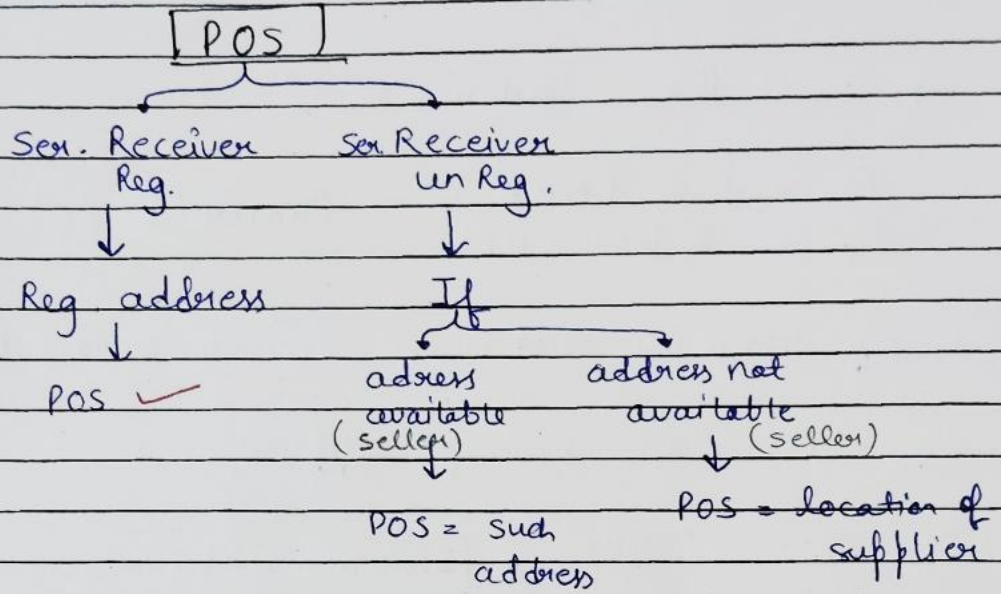 POS
Ser. Receiver Reg.
Ser. Receiver un Reg.
Reg. address
If
POS
adress available (seller)
address not available (seller)
POS = such address
POS = location of supplier